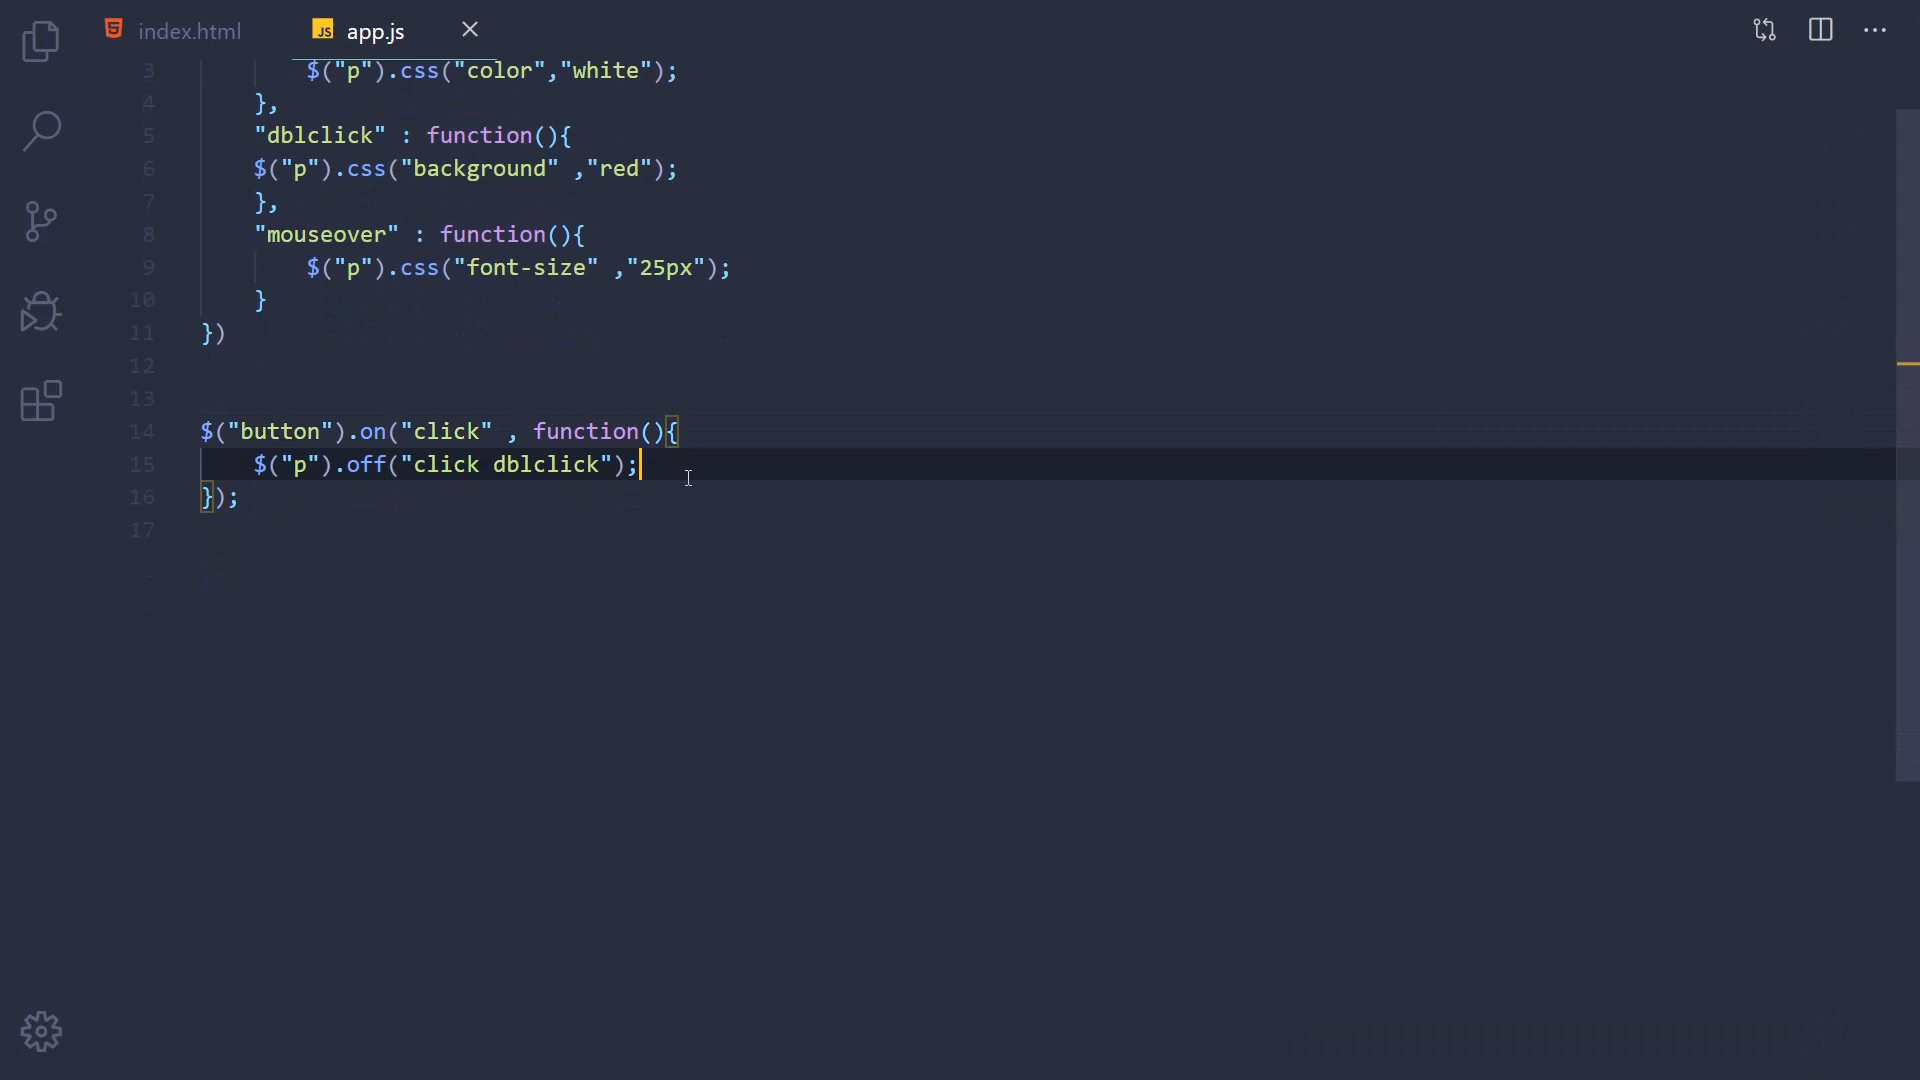 index.html
JS app.js
3 $("p").css("color","white");
4 },
5 "dblclick" : function(){
6 $("p").css("background" ,"red");
7 },
8 "mouseover" : function(){
9 $("p").css("font-size" ,"25px");
10 }
11 })
12
13
14 $("button").on("click" , function(){
15 $("p").off("click dblclick");
16 });
17